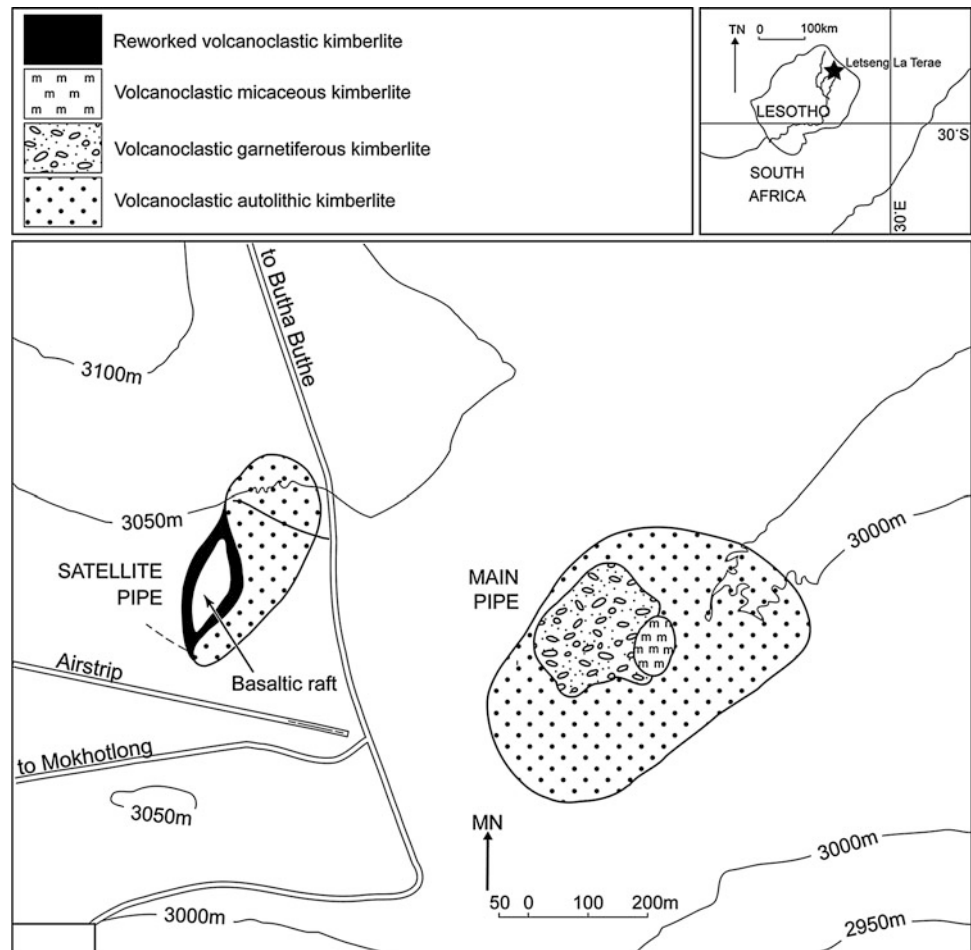 Reworked volcanoclastic kimberlite
m m m
m m
m m m
Volcanoclastic micaceous kimberlite
Volcanoclastic garnetiferous kimberlite
Volcanoclastic autolithic kimberlite
TN
0 100km
Letseng La Terae
LESOTHO
30°S
SOUTH
AFRICA
30°E
to Butha Buthe
3100m
3050m
3000m
SATELLITE
PIPE
MAIN
PIPE
m m
m m m
m m
Basaltic raft
Airstrip
to Mokhotlong
3050m
MN
50 0 100 200m
3000m
3000m
2950m